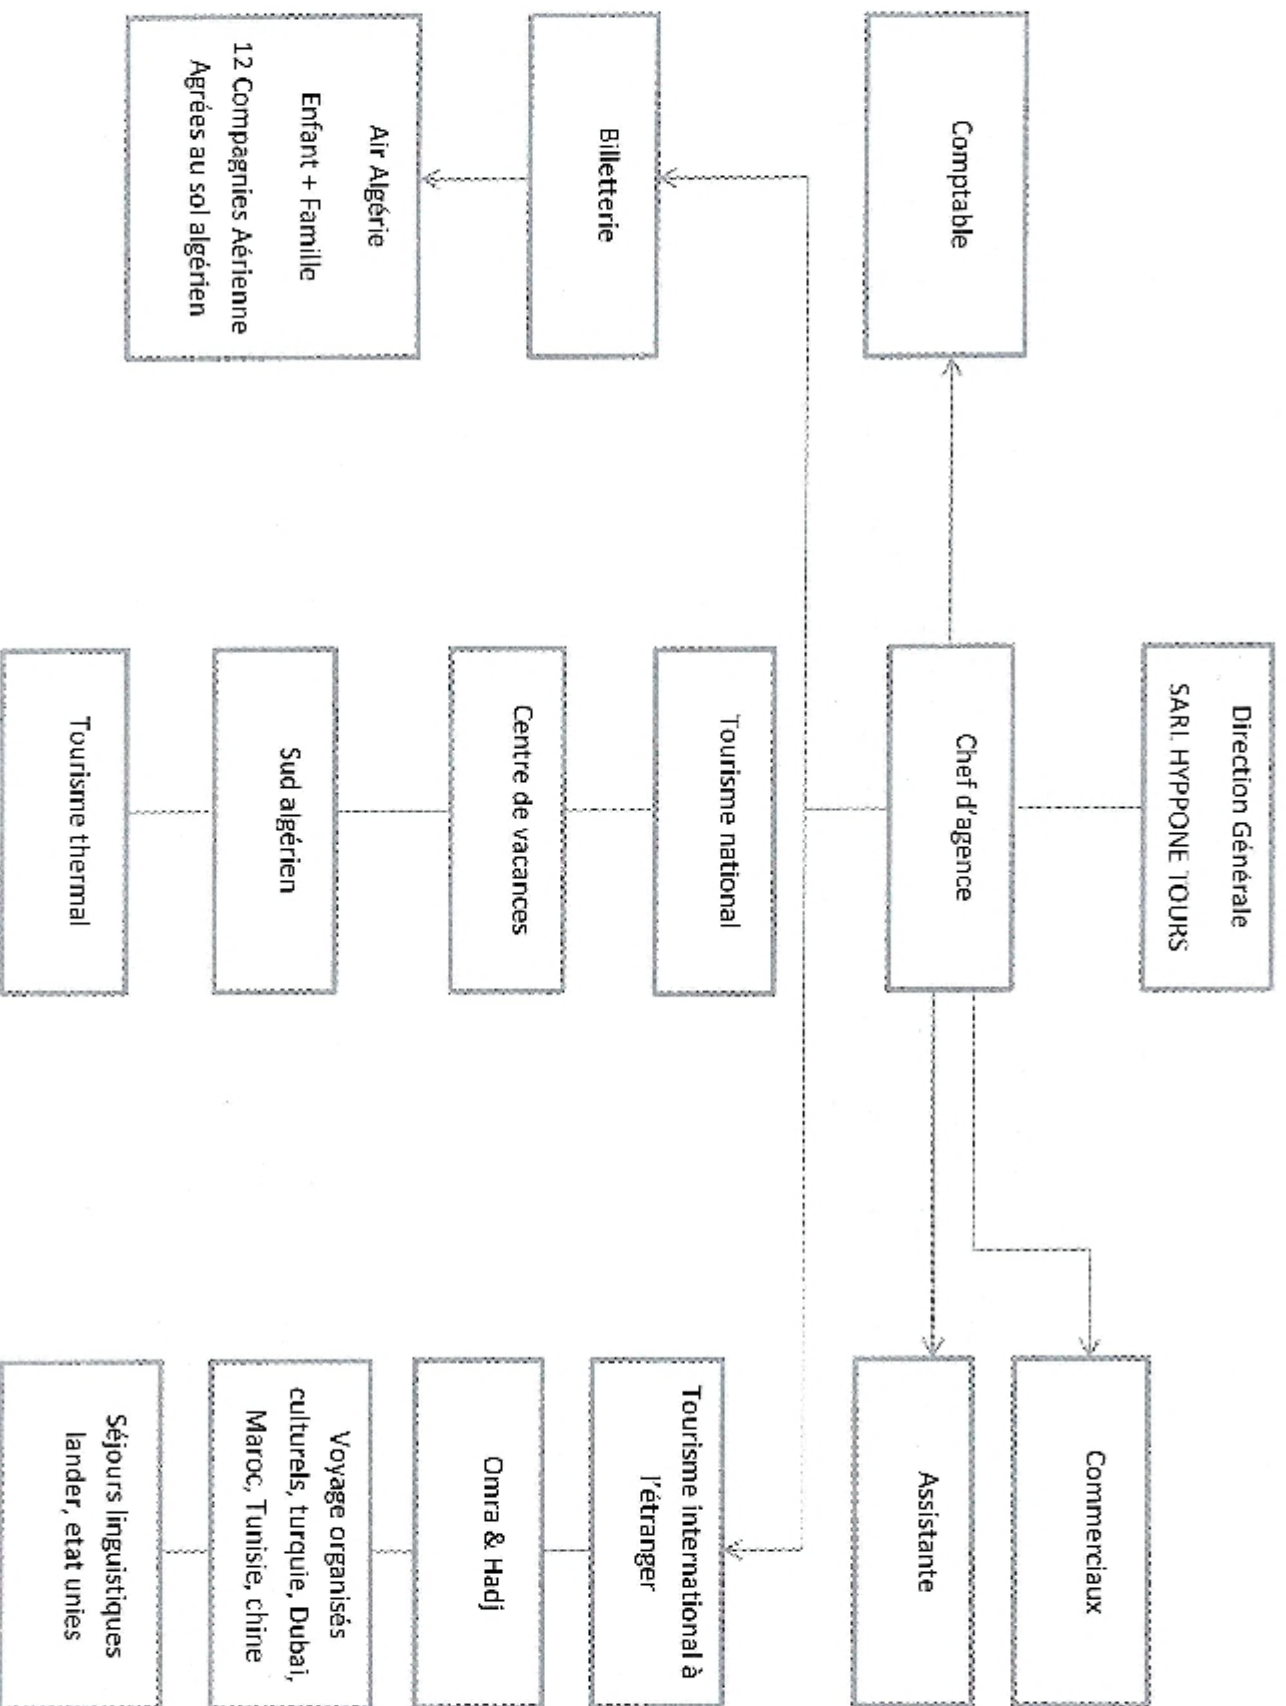 Direction Générale
SARL HYPPONE TOURS
Commerciaux
Comptable
Chef d'agence
Assistante
Billetterie
Tourisme national
Tourisme international à
l'étranger
Air Algérie
Enfant + Famille
12 Compagnies Aérienne
Agrées au sol algérien
Centre de vacances
Omra & Hadj
Sud algérien
Voyage organisés
culturels, turquie, Dubai,
Maroc, Tunisie, chine
Tourisme thermal
Séjours linguistiques
lander, etat unies